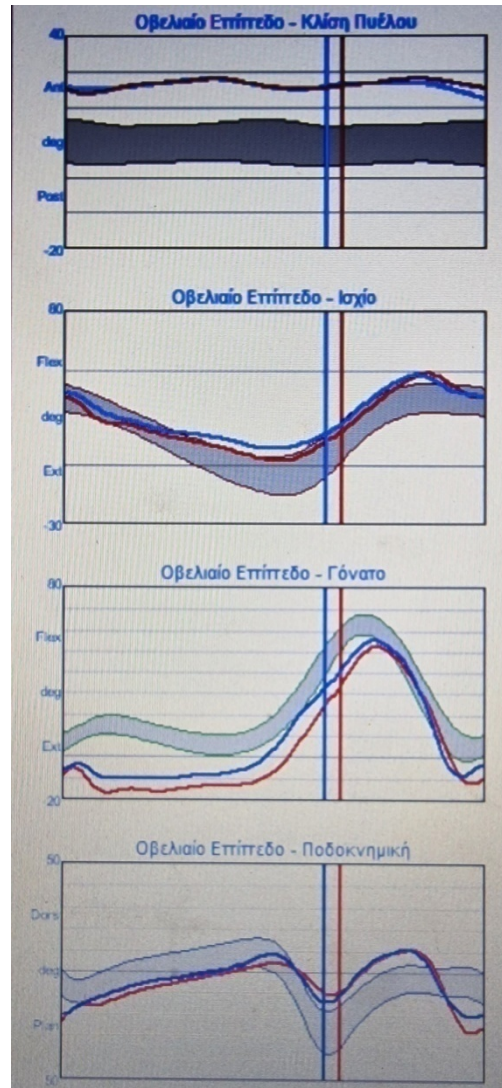 Οβελιαίο Επίπεδο - Κλίση Πυέλου
40
Ant
deg
Post
-20
Οβελιαίο Επίπεδο - Ισχίο
80
Flex
deg
Ext
-30
Οβελιαίο Επίπεδο - Γόνατο
80
Flex
deg
Ext
20
Οβελιαίο Επίπεδο - Ποδοκνημική
50
Dors
deg
Plan
50